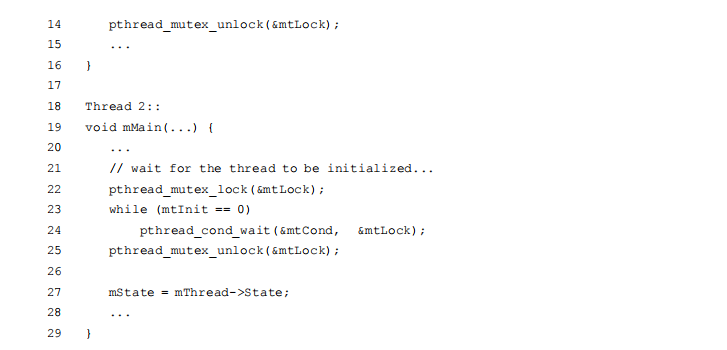 14 pthread_mutex_unlock(&mtLock);
15 ...
16 }
17
18 Thread 2::
19 void mMain(...) {
20 ...
21 // wait for the thread to be initialized...
22 pthread_mutex_lock(&mtLock);
23 while (mtInit == 0)
24 pthread_cond_wait(&mtCond, &mtLock);
25 pthread_mutex_unlock(&mtLock);
26
27 mState = mThread->State;
28 ...
29 }